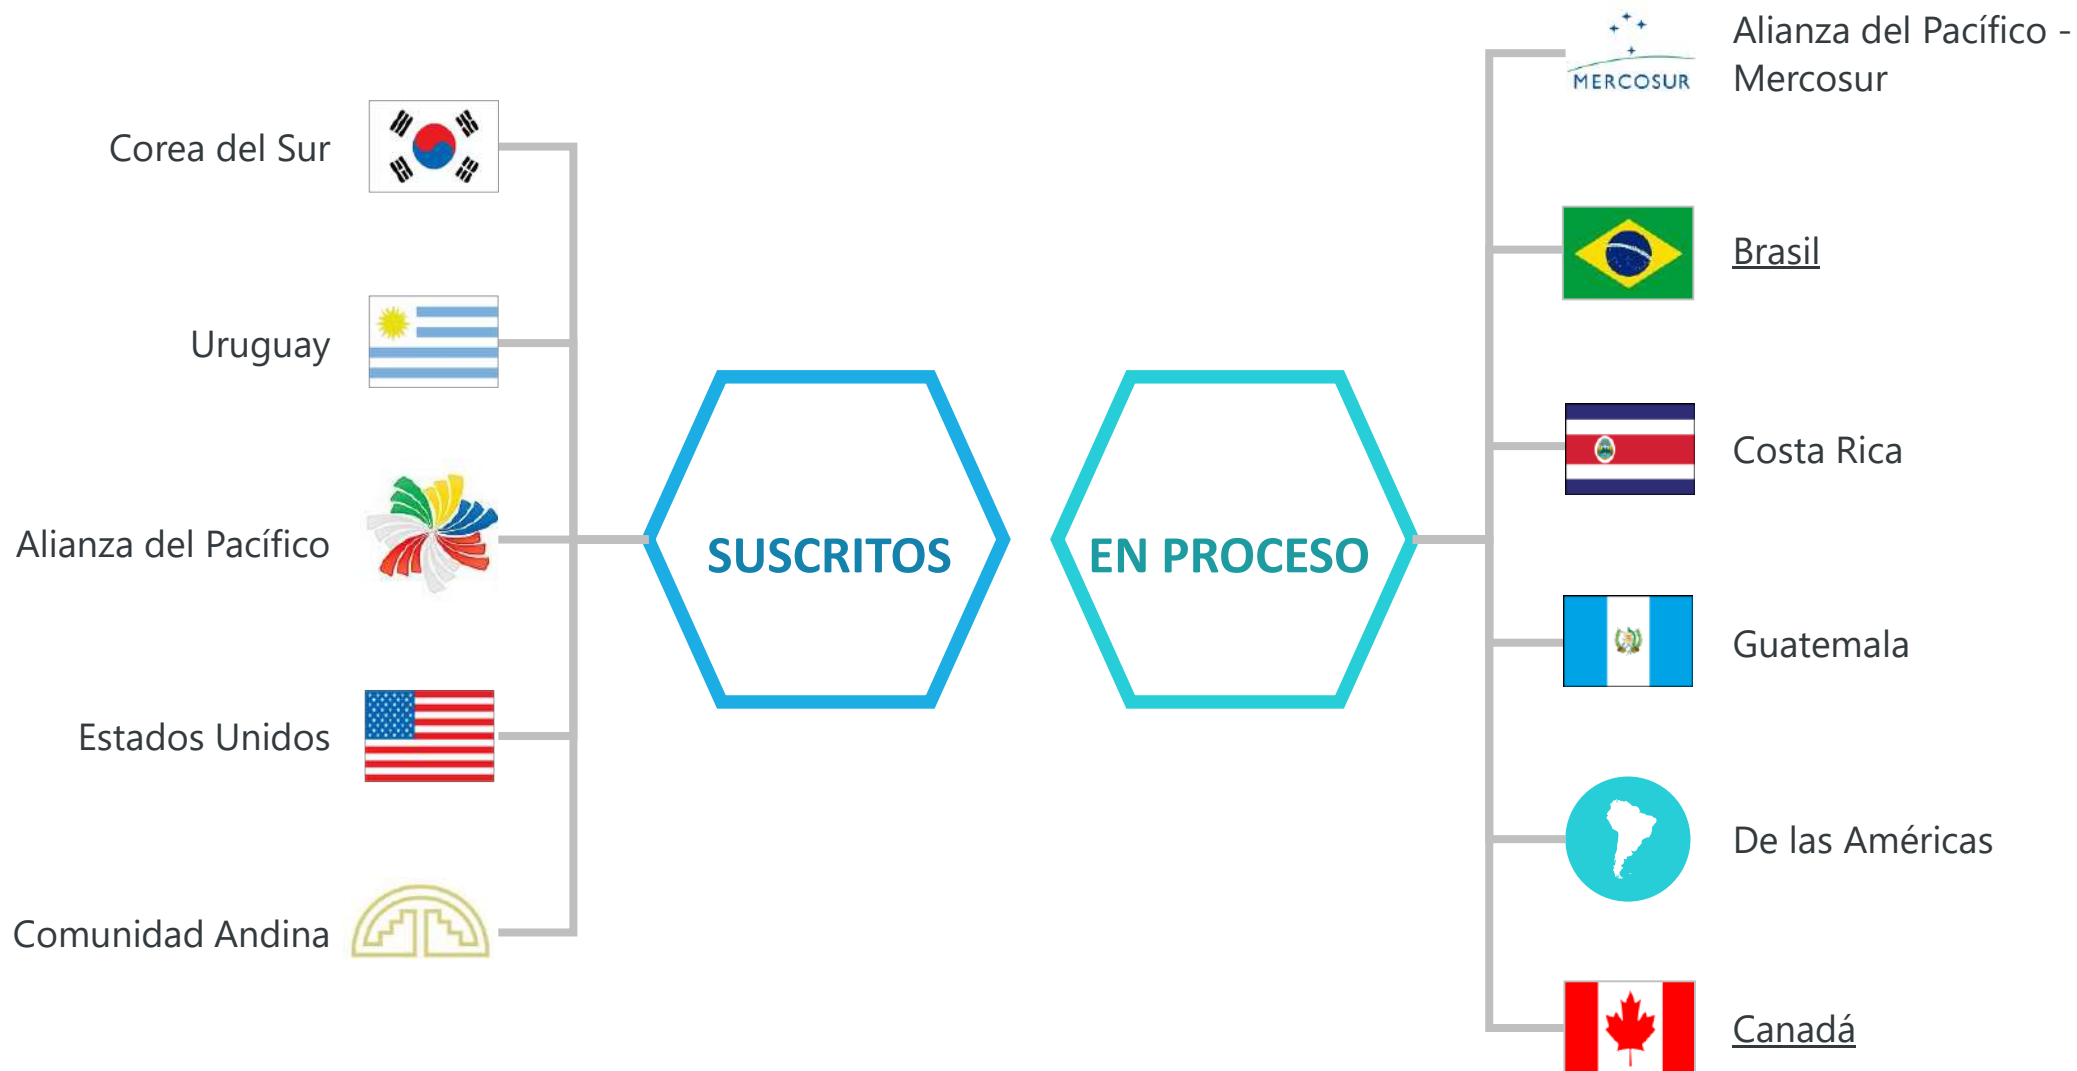 Corea del Sur
Uruguay
Alianza del Pacífico
Estados Unidos
Comunidad Andina
SUSCRITOS
EN PROCESO
MERCOSUR
Alianza del Pacífico -
Mercosur
Brasil
Costa Rica
Guatemala
De las Américas
Canadá